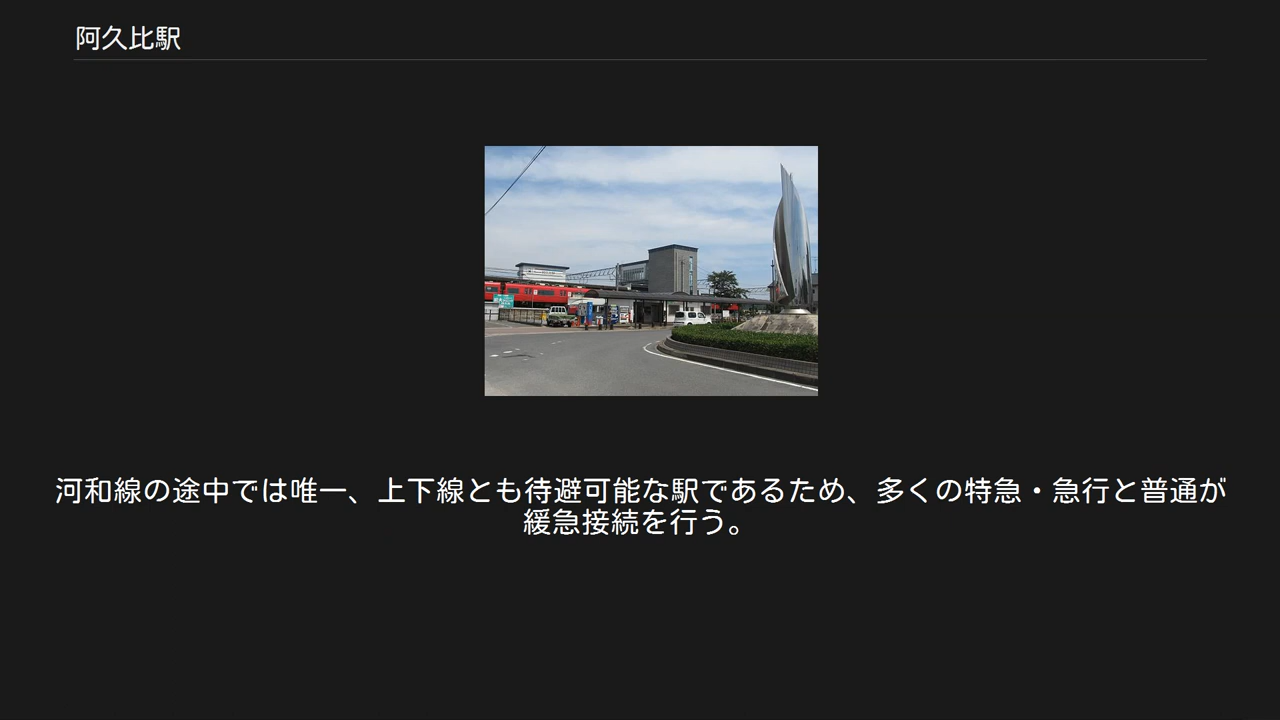 阿久比駅
河和線の途中では唯一、上下線とも待避可能な駅であるため、多くの特急・急行と普通が
緩急接続を行う。